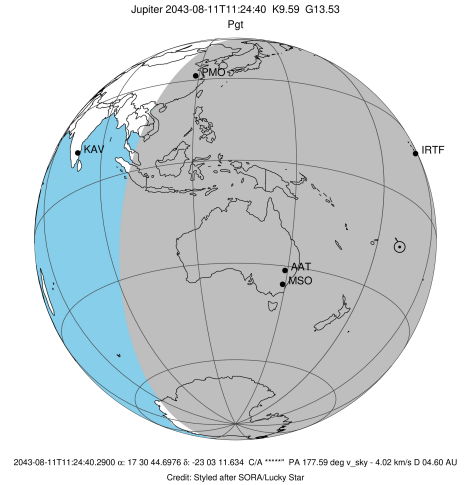 Jupiter 2043-08-11T11:24:40 K9.59 G13.53
Pgt
PMO
KAV
IRTF
AAT
MSO
2043-08-11T11:24:40.2900 α: 17 30 44.6976 δ: -23 03 11.634 C/A *****" PA 177.59 deg v_sky - 4.02 km/s D 04.60 AU
Credit: Styled after SORA/Lucky Star